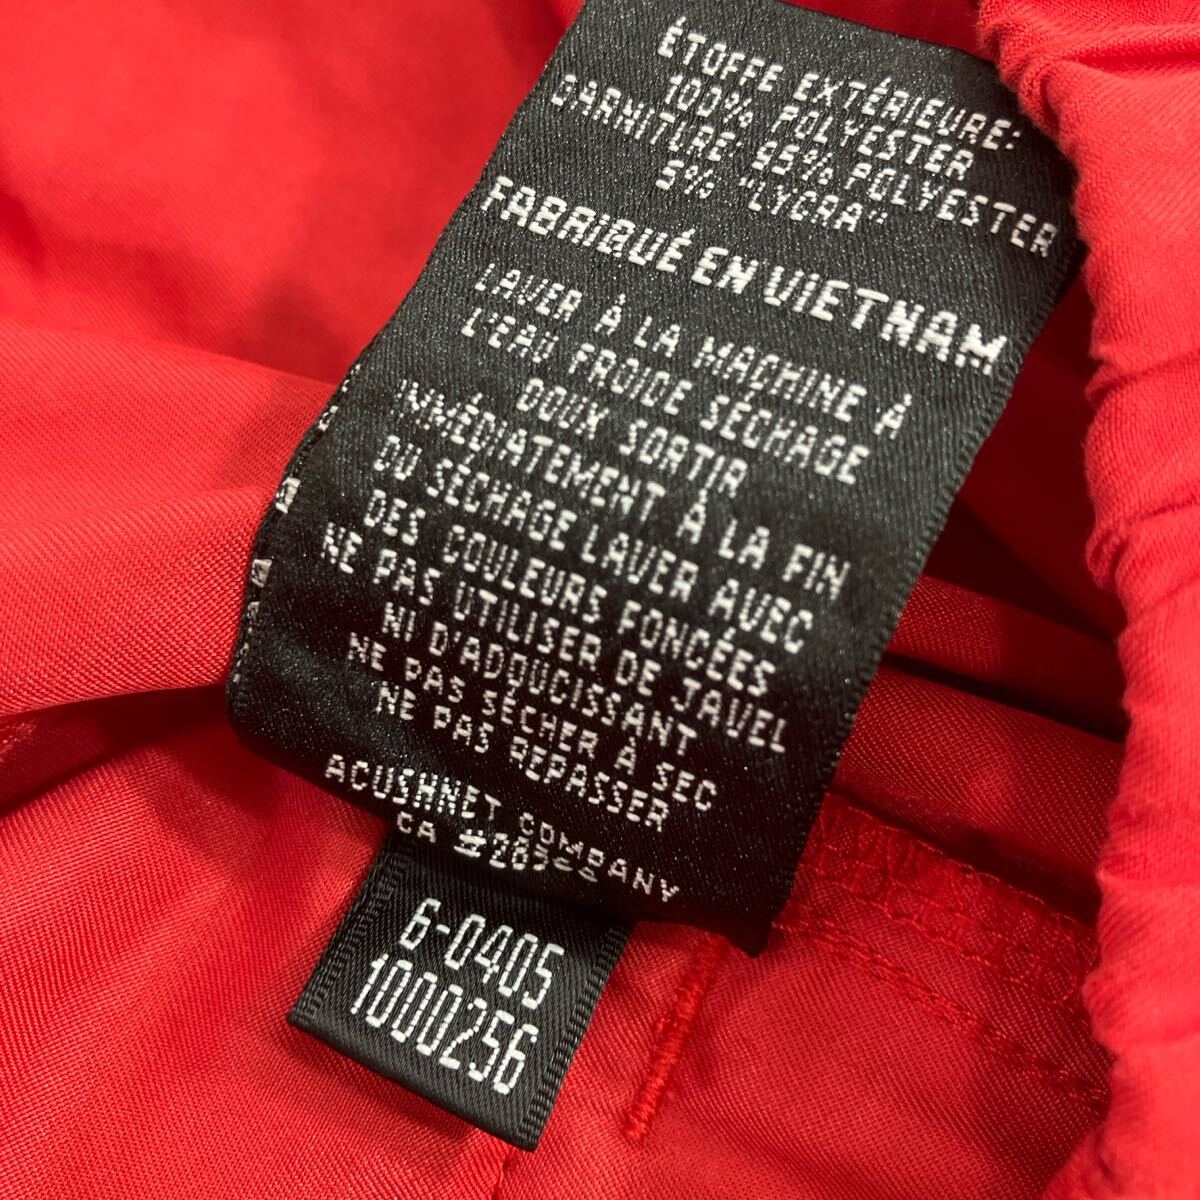 ÉTOFFE EXTÉRIEURE:
100% POLYESTER
GARNITURE: 95% POLYESTER
5% "LYCRA"
FABRIQUÉ EN VIETNAM
LAVER À LA MACHINE À
L'EAU FROIDE SÉCHAGE
DOUX SORTIR
IMMÉDIATEMENT À LA FIN
DU SÉCHAGE LAVER AVEC
DES COULEURS FONCÉES
NE PAS UTILISER DE JAVEL
NI D'ADOUCISSANT
NE PAS SÉCHER À SEC
NE PAS REPASSER
ACUSHNET COMPANY
CA
6-0405
1000256